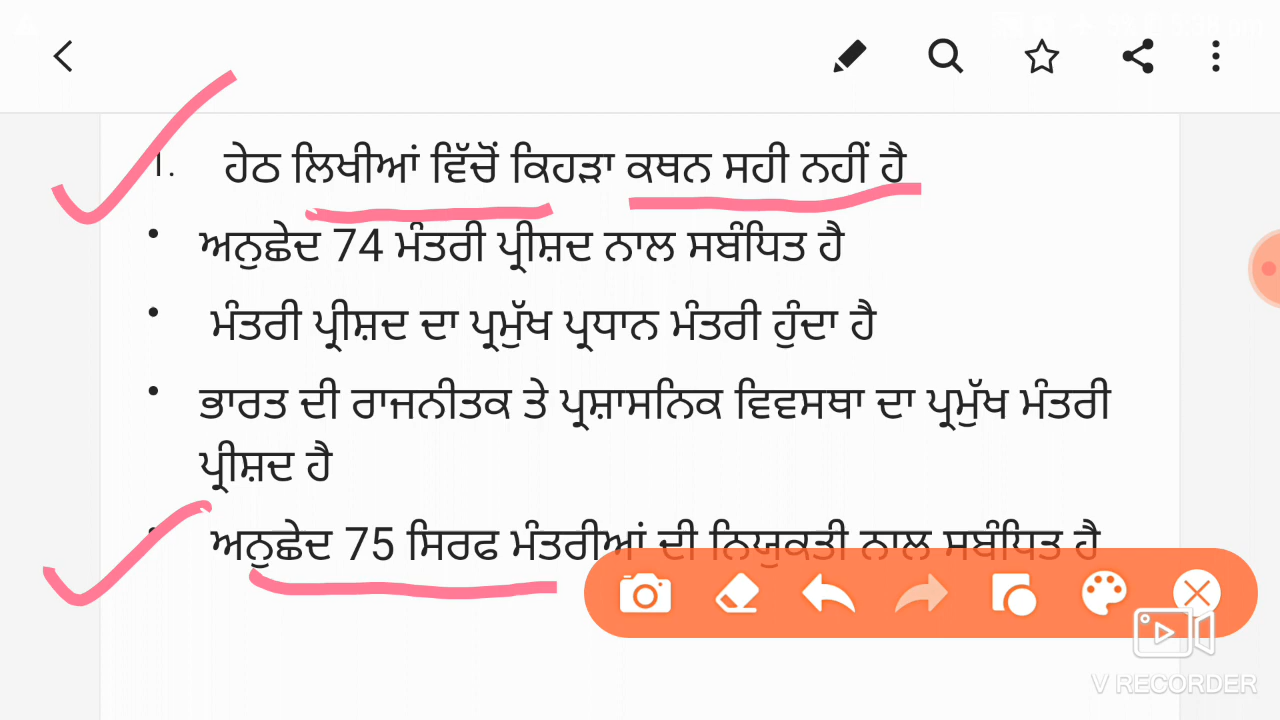 1. ਹੇਠ ਲਿਖੀਆਂ ਵਿੱਚੋਂ ਕਿਹੜਾ ਕਥਨ ਸਹੀ ਨਹੀਂ ਹੈ
• ਅਨੁਛੇਦ 74 ਮੰਤਰੀ ਪ੍ਰੀਸ਼ਦ ਨਾਲ ਸਬੰਧਿਤ ਹੈ
• ਮੰਤਰੀ ਪ੍ਰੀਸ਼ਦ ਦਾ ਪ੍ਰਮੁੱਖ ਪ੍ਰਧਾਨ ਮੰਤਰੀ ਹੁੰਦਾ ਹੈ
• ਭਾਰਤ ਦੀ ਰਾਜਨੀਤਕ ਤੇ ਪ੍ਰਸ਼ਾਸਨਿਕ ਵਿਵਸਥਾ ਦਾ ਪ੍ਰਮੁੱਖ ਮੰਤਰੀ
ਪ੍ਰੀਸ਼ਦ ਹੈ
• ਅਨੁਛੇਦ 75 ਸਿਰਫ ਮੰਤਰੀਆਂ ਦੀ ਨਿਯੁਕਤੀ ਨਾਲ ਸਬੰਧਿਤ ਹੈ
V RECORDER